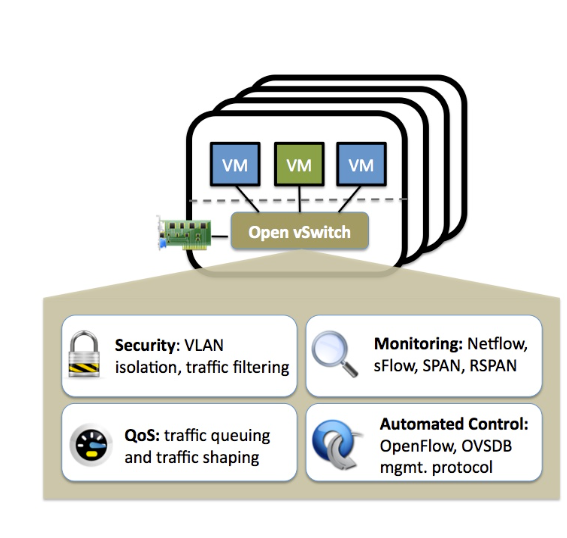 VM
VM
VM
Open vSwitch
Security: VLAN
isolation, traffic filtering
Monitoring: Netflow,
sFlow, SPAN, RSPAN
QoS: traffic queuing
and traffic shaping
Automated Control:
OpenFlow, OVSDB
mgmt. protocol